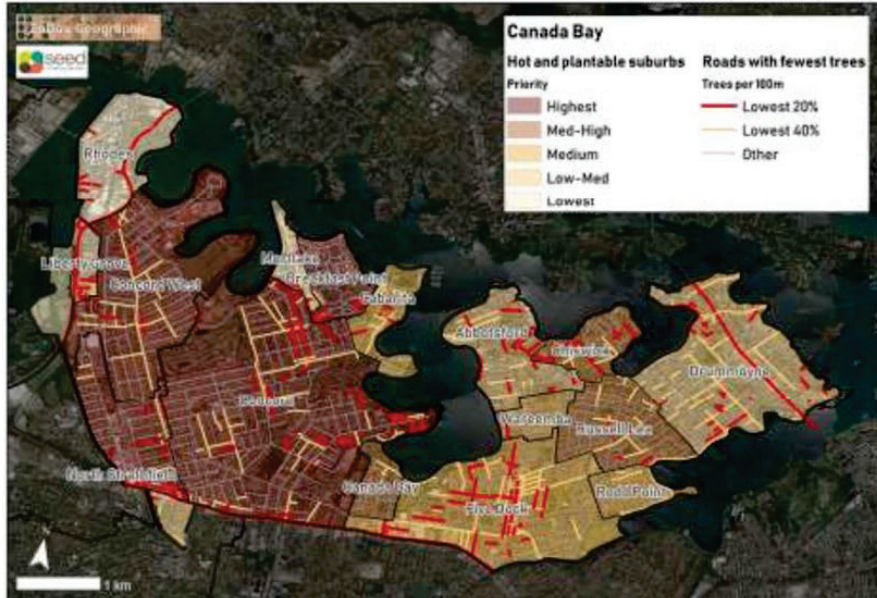 seed
Canada Bay
Hot and plantable suburbs
Priority
Highest
Med-High
Medium
Low-Med
Lowest
Roads with fewest trees
Trees per 100m
Lowest 20%
Lowest 40%
Other
Rhodes
Liberty Grove
Concord West
Mortlake
Breakfast Point
Cabarita
Abbotsford
Chiswick
Drummoyne
Concord
Wareemba
Russell Lea
North Strathfield
Canada Bay
Five Dock
Rodd Point
1 km